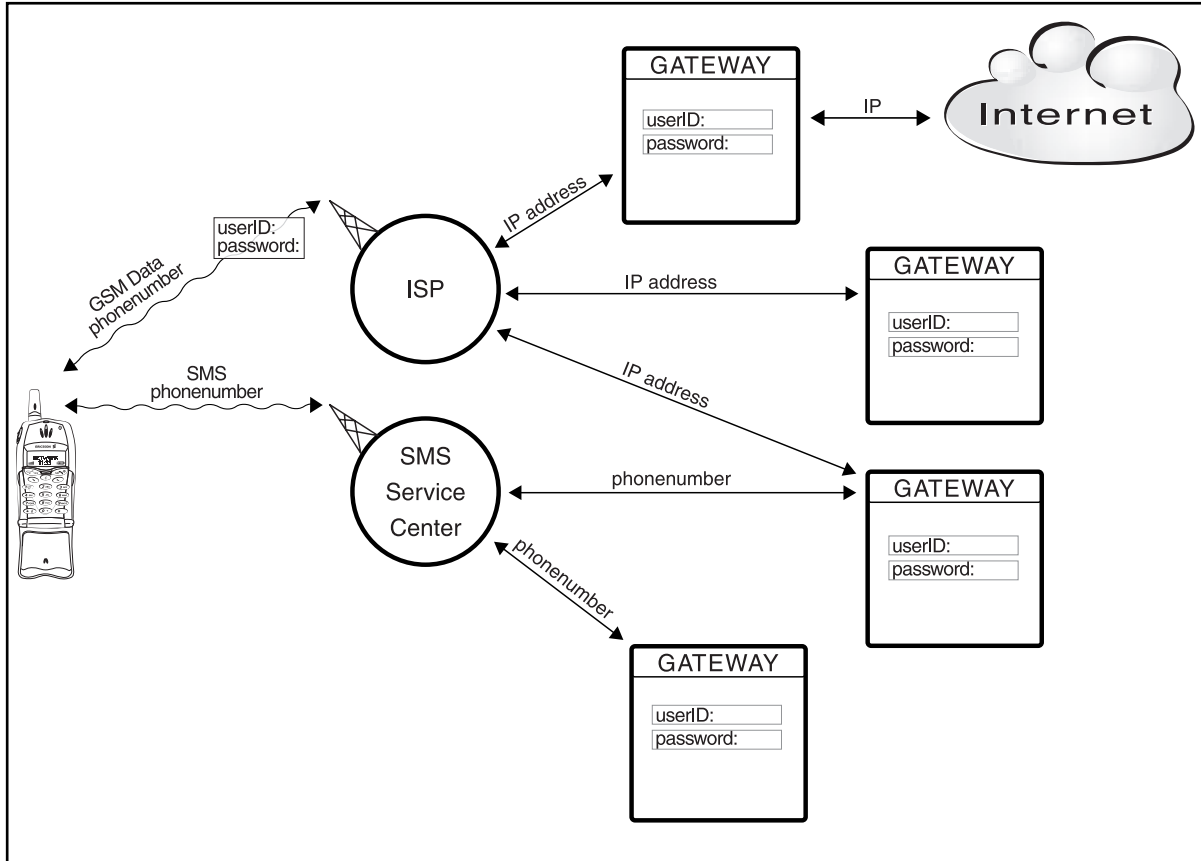 GATEWAY
userID:
password:
IP
Internet
IP address
userID:
password:
GSM Data
phonenumber
ISP
IP address
GATEWAY
userID:
password:
IP address
SMS
phonenumber
SMS
Service
Center
phonenumber
GATEWAY
userID:
password:
phonenumber
GATEWAY
userID:
password:
ERICSSON